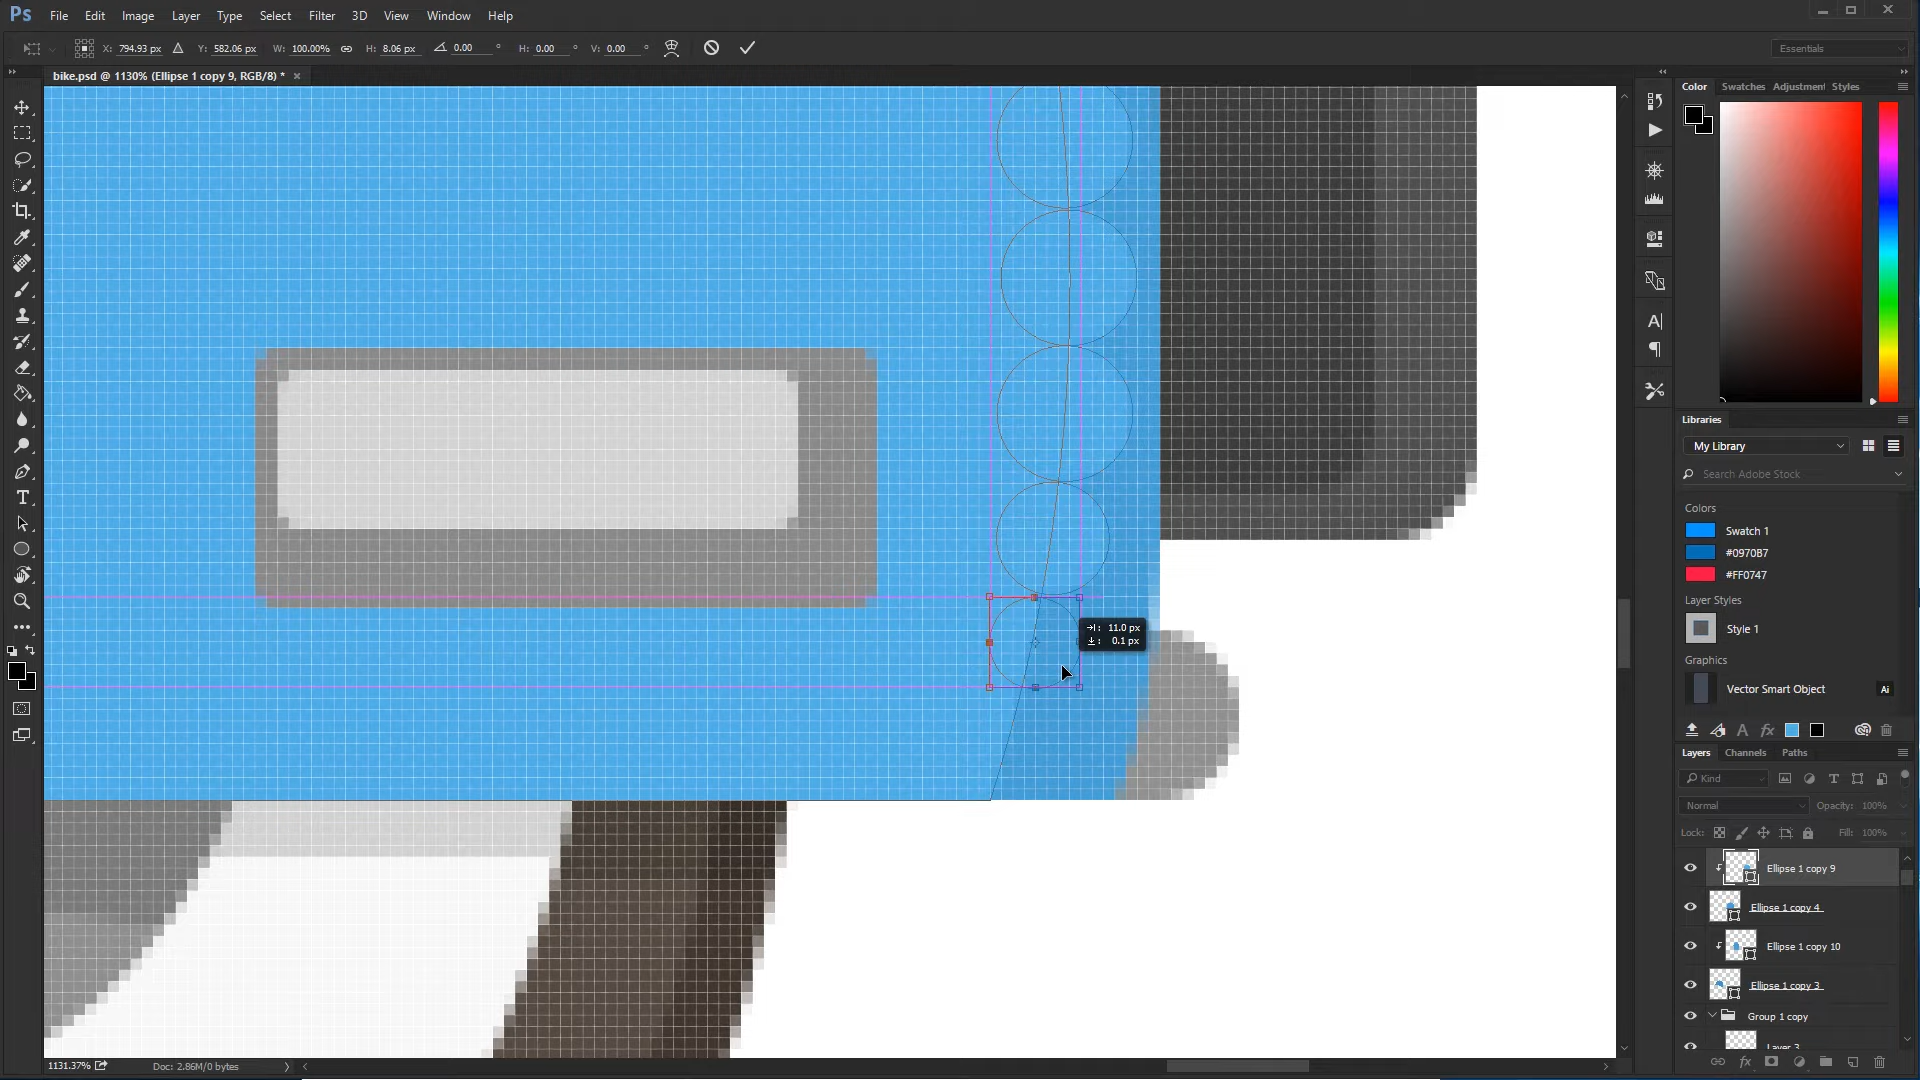 Ps File Edit Image Layer Type Select Filter 3D View Window Help
X: 794.93 px Y: 582.06 px W: 100.00% H: 8.06 px 0.00 ° H: 0.00 ° V: 0.00 ° Essentials
bike.psd @ 1130% (Ellipse 1 copy 9, RGB/8) * ×
Color Swatches Adjustment Styles
Libraries
My Library
Search Adobe Stock
Colors
Swatch 1
#0970B7
#FF0747
Layer Styles
Style 1
Graphics
Vector Smart Object Ai
11.0 px
0.1 px
Layers Channels Paths
Kind
Normal Opacity: 100%
Lock: Fill: 100%
Ellipse 1 copy 9
Ellipse 1 copy 4
Ellipse 1 copy 10
Ellipse 1 copy 3
Group 1 copy
Layer 3
1131.37% Doc: 2.86M/0 bytes